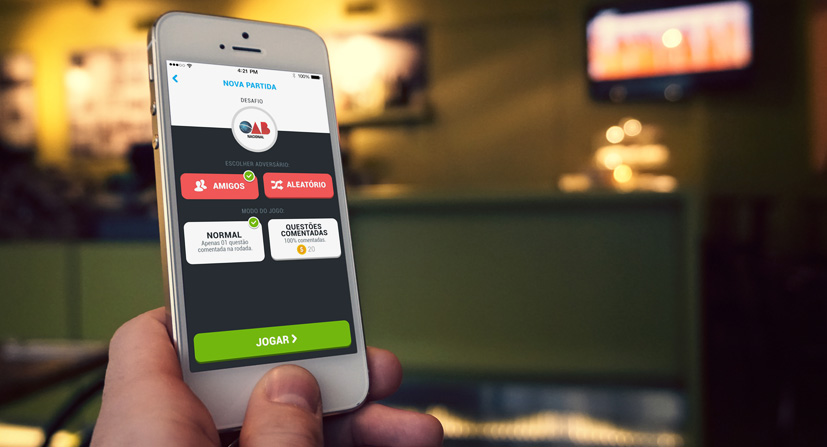 4:21 PM
100%
NOVA PARTIDA
DESAFIO
OAB
NACIONAL
ESCOLHER ADVERSÁRIO:
AMIGOS
ALEATÓRIO
MODO DO JOGO:
NORMAL
Apenas 01 questão
comentada na rodada.
QUESTÕES
COMENTADAS
100% comentadas.
$ 20
JOGAR